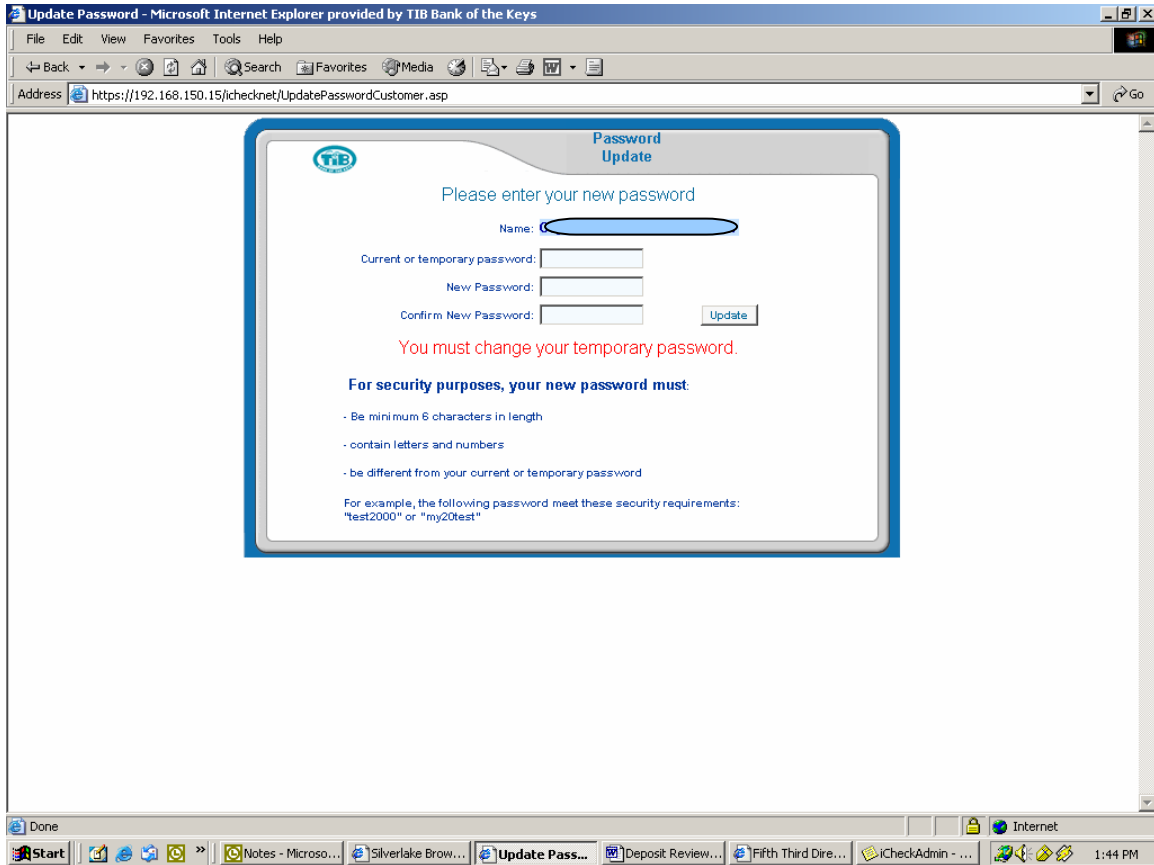 Update Password - Microsoft Internet Explorer provided by TIB Bank of the Keys
File Edit View Favorites Tools Help
Back Search Favorites Media
Address https://192.168.150.15/ichecknet/UpdatePasswordCustomer.asp Go
Password
Update
TIB
Please enter your new password
Name:
Current or temporary password:
New Password:
Confirm New Password: Update
You must change your temporary password.
For security purposes, your new password must:
- Be minimum 6 characters in length
- contain letters and numbers
- be different from your current or temporary password
For example, the following password meet these security requirements:
"test2000" or "my20test"
Done Internet
Start » Notes - Microso... Silverlake Brow... Update Pass... Deposit Review... Fifth Third Dire... iCheckAdmin - ... 1:44 PM